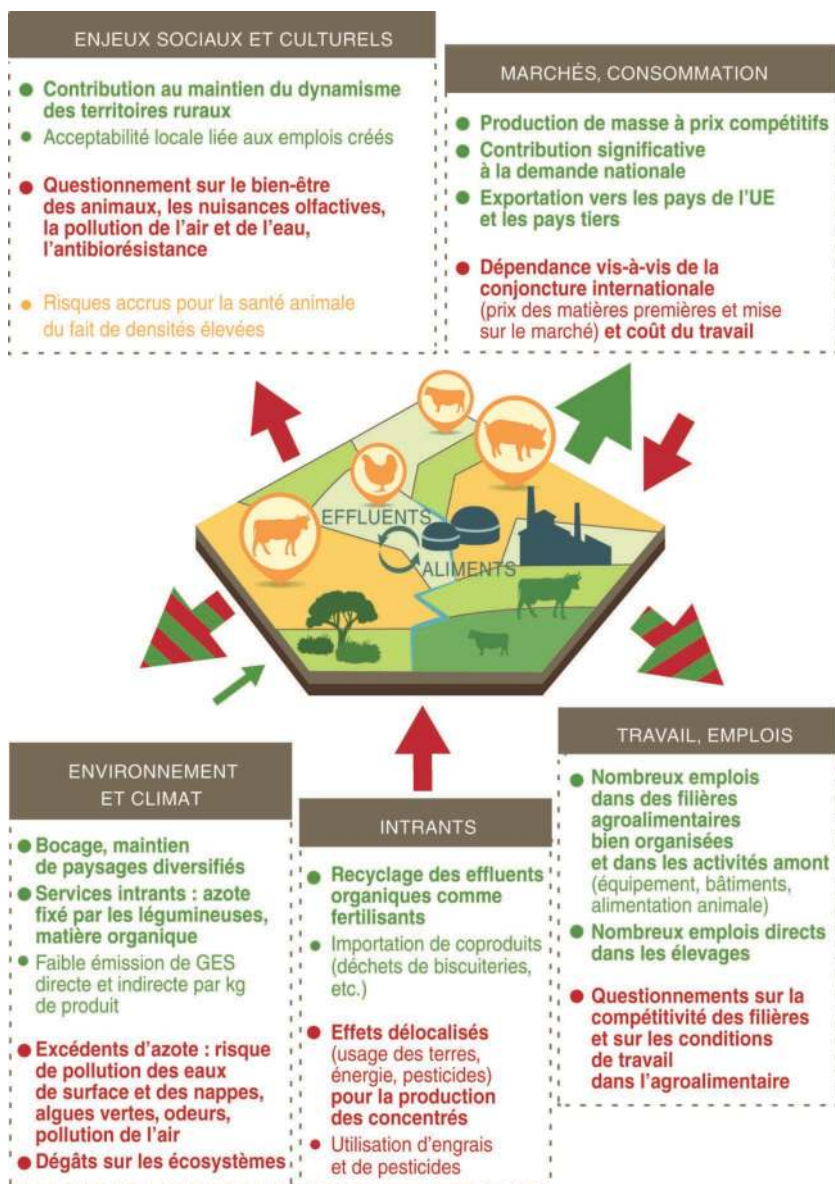 ENJEUX SOCIAUX ET CULTURELS
● Contribution au maintien du dynamisme
des territoires ruraux
● Acceptabilité locale liée aux emplois créés
● Questionnement sur le bien-être
des animaux, les nuisances olfactives,
la pollution de l'air et de l'eau,
l'antibiorésistance
● Risques accrus pour la santé animale
du fait de densités élevées
MARCHÉS, CONSOMMATION
● Production de masse à prix compétitifs
● Contribution significative
à la demande nationale
● Exportation vers les pays de l'UE
et les pays tiers
● Dépendance vis-à-vis de la
conjoncture internationale
(prix des matières premières et mise
sur le marché) et coût du travail
EFFLUENTS
ALIMENTS
ENVIRONNEMENT
ET CLIMAT
● Bocage, maintien
de paysages diversifiés
● Services intrants : azote
fixé par les légumineuses,
matière organique
● Faible émission de GES
directe et indirecte par kg
de produit
● Excédents d'azote : risque
de pollution des eaux
de surface et des nappes,
algues vertes, odeurs,
pollution de l'air
● Dégâts sur les écosystèmes
INTRANTS
● Recyclage des effluents
organiques comme
fertilisants
● Importation de coproduits
(déchets de biscuiteries,
etc.)
● Effets délocalisés
(usage des terres,
énergie, pesticides)
pour la production
des concentrés
● Utilisation d'engrais
et de pesticides
TRAVAIL, EMPLOIS
● Nombreux emplois
dans des filières
agroalimentaires
bien organisées
et dans les activités amont
(équipement, bâtiments,
alimentation animale)
● Nombreux emplois directs
dans les élevages
● Questionnements sur la
compétitivité des filières
et sur les conditions
de travail
dans l'agroalimentaire